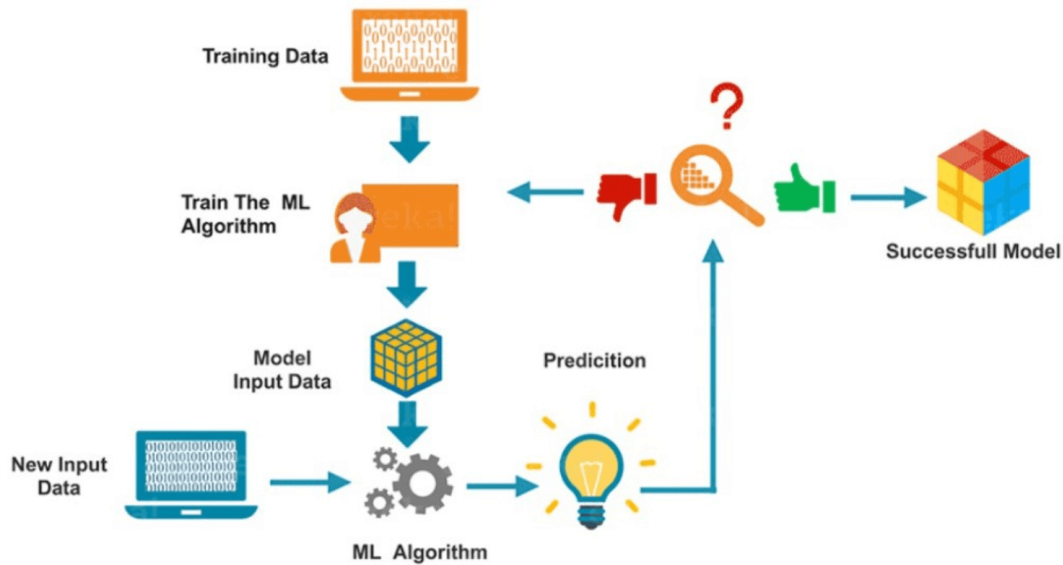 Training Data
Train The ML
Algorithm
Successfull Model
Model
Input Data
Predicition
New Input
Data
ML Algorithm
?